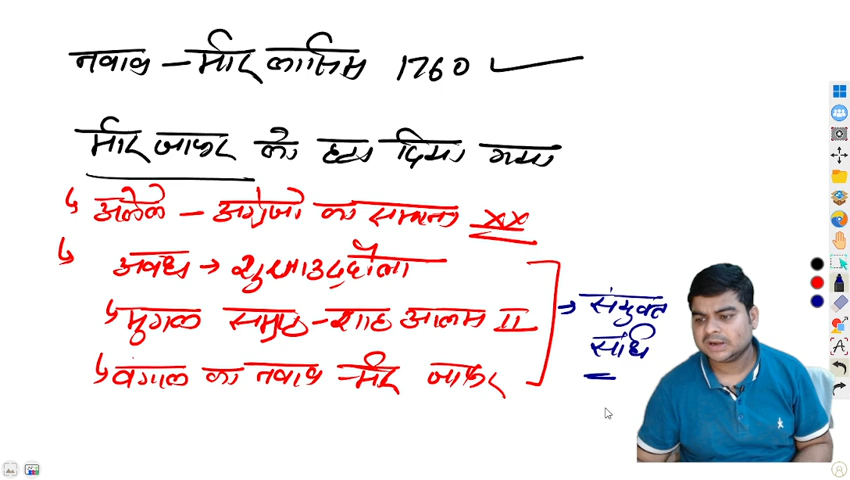 नवाब - मीर कासिम 1760
मीर जाफर को हटा दिया गया
अकेले - अंग्रेजो का सामना xx
अवध → शुजाउद्दौला
मुगल सम्राट - शाह आलम II
बंगाल का नवाब - मीर जाफर
→ संयुक्त
संधि